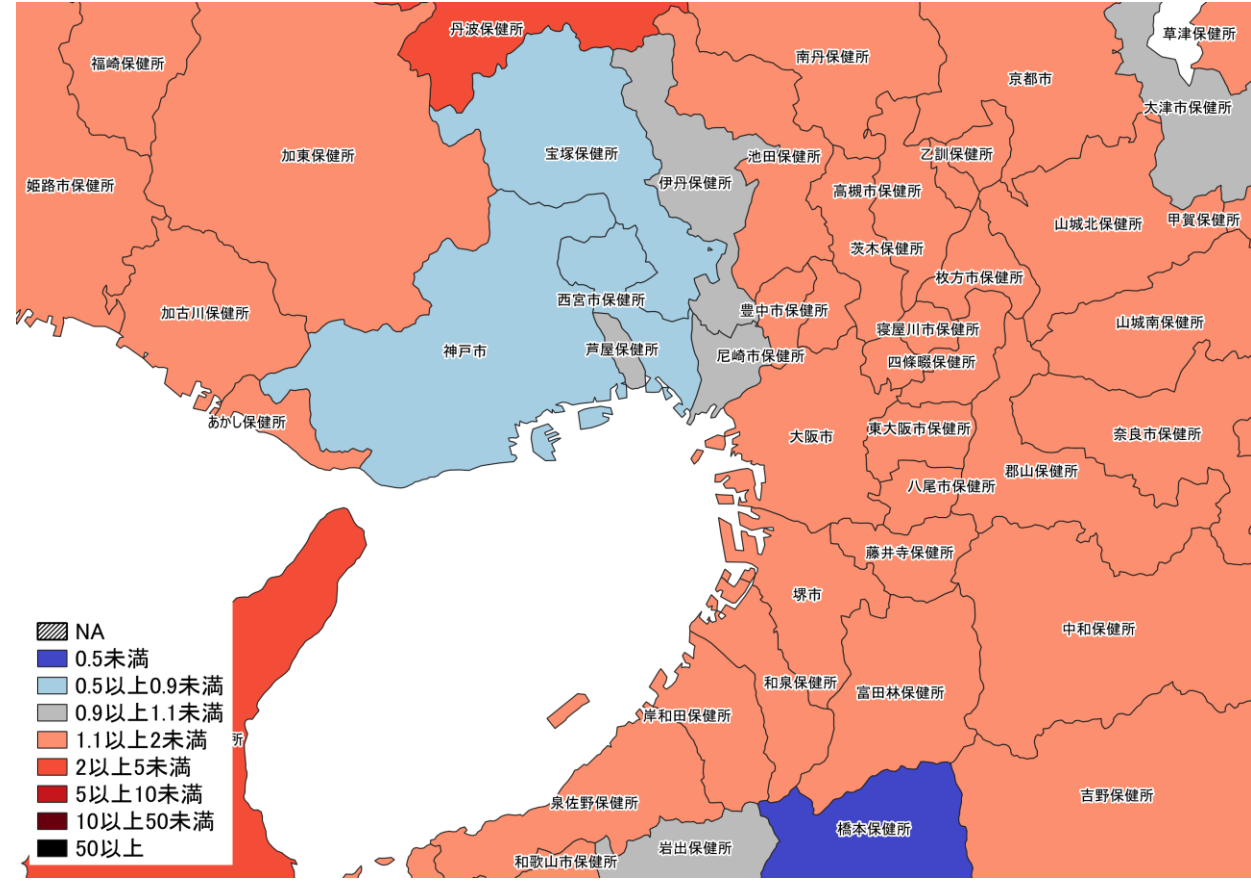 丹波保健所
草津保健所
福崎保健所
南丹保健所
京都市
大津市保健所
加東保健所
宝塚保健所
池田保健所
乙訓保健所
姫路市保健所
伊丹保健所
高槻市保健所
山城北保健所
甲賀保健所
茨木保健所
枚方市保健所
西宮市保健所
加古川保健所
豊中市保健所
寝屋川市保健所
山城南保健所
神戸市
芦屋保健所
尼崎市保健所
四條畷保健所
あかし保健所
大阪市
東大阪市保健所
奈良市保健所
郡山保健所
八尾市保健所
藤井寺保健所
堺市
中和保健所
和泉保健所
富田林保健所
岸和田保健所
所
泉佐野保健所
吉野保健所
橋本保健所
岩出保健所
和歌山市保健所
NA
0.5未満
0.5以上0.9未満
0.9以上1.1未満
1.1以上2未満
2以上5未満
5以上10未満
10以上50未満
50以上